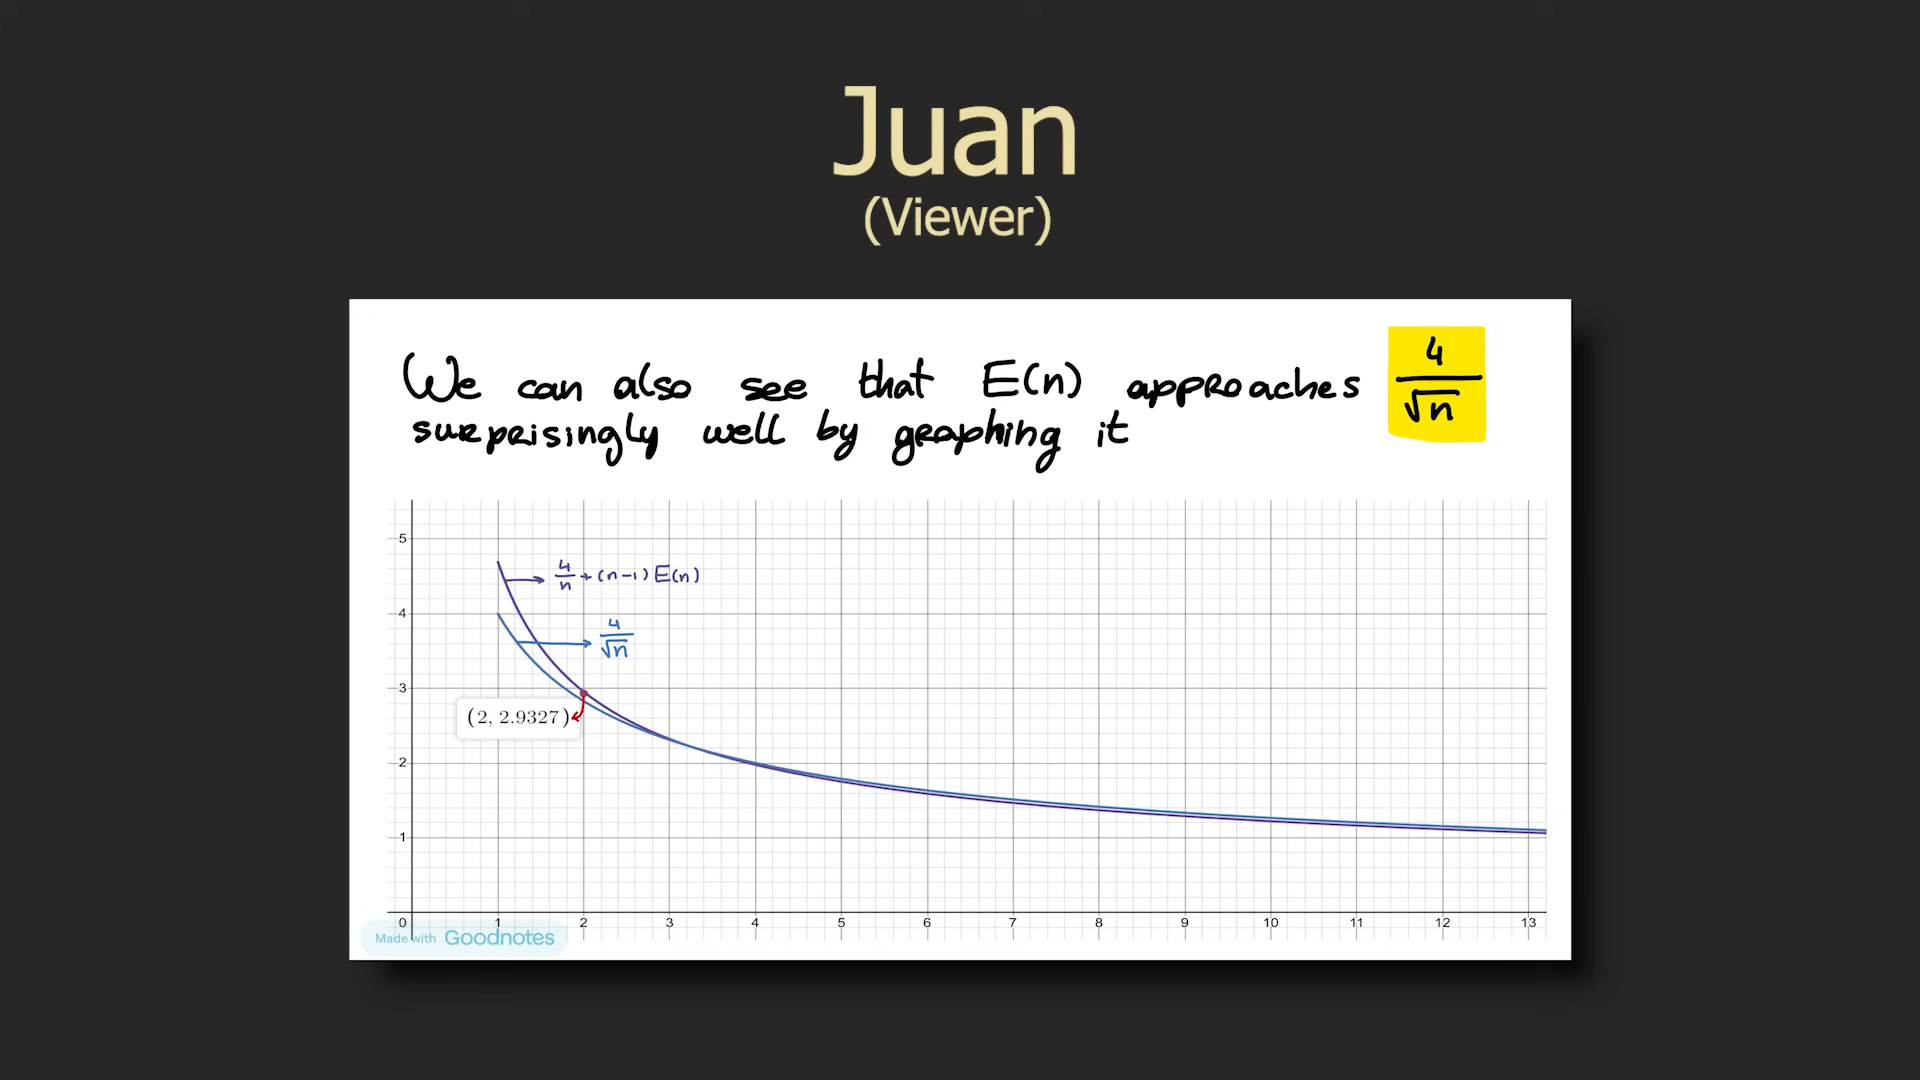 Juan
(Viewer)
We can also see that E(n) approaches 4/√n
surprisingly well by graphing it
5
4/n + (n-1) E(n)
4
4/√n
3
(2, 2.9327)
2
1
0 1 2 3 4 5 6 7 8 9 10 11 12 13
Made with Goodnotes